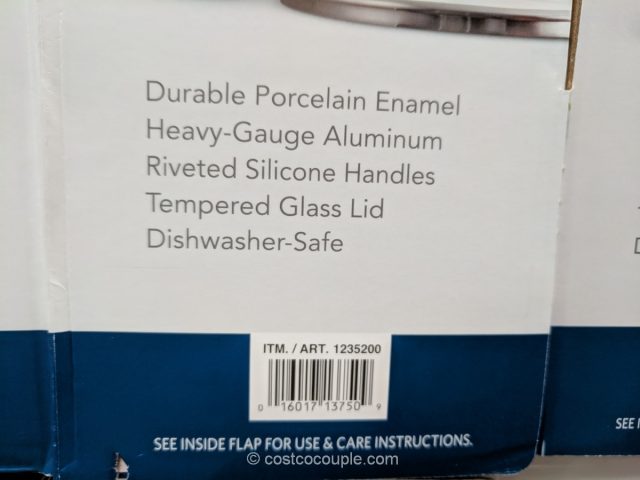 Durable Porcelain Enamel
Heavy-Gauge Aluminum
Riveted Silicone Handles
Tempered Glass Lid
Dishwasher-Safe
ITM. / ART. 1235200
0 16017 13750 9
SEE INSIDE FLAP FOR USE & CARE INSTRUCTIONS.
© costcocouple.com
D
SEE